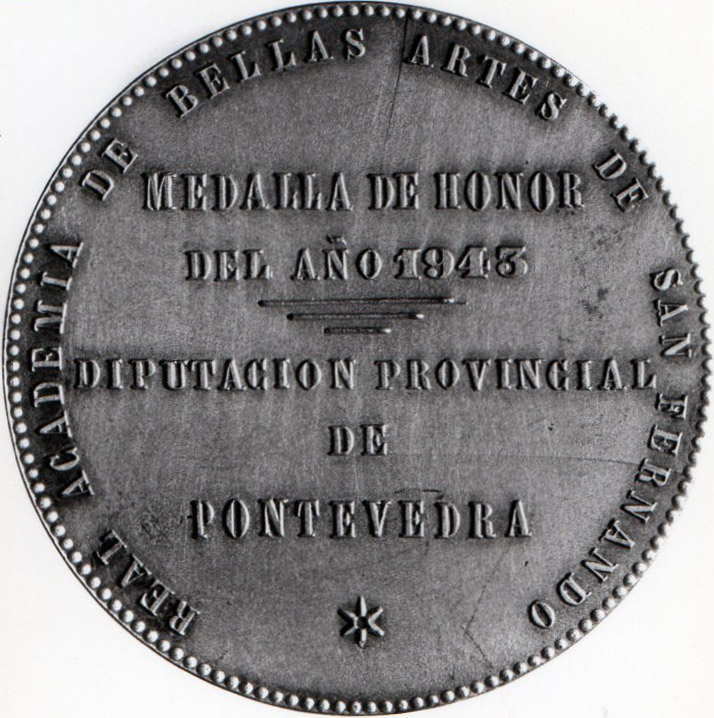 REAL ACADEMIA DE BELLAS ARTES DE SAN FERNANDO
MEDALLA DE HONOR
DEL AÑO 1943
DIPUTACION PROVINCIAL
DE
PONTEVEDRA